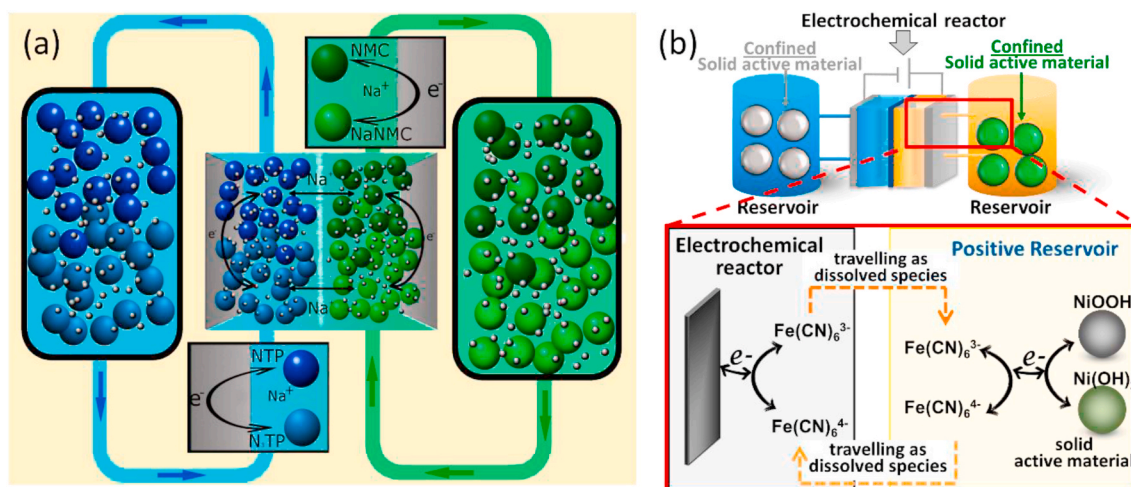 (a)
NMC
Na+
e-
NaNMC
Na+
e-
e-
Na
NTP
e-
Na+
N.TP
(b)
Electrochemical
reactor
Confined
Solid active material
Confined
Solid active material
Reservoir
Reservoir
Electrochemical
reactor
travelling as
dissolved species
Positive Reservoir
NiOOH
Fe(CN)₆³⁻
Fe(CN)₆³⁻
e-
e-
Ni(OH)
Fe(CN)₆⁴⁻
Fe(CN)₆⁴⁻
travelling as
dissolved species
solid
active material